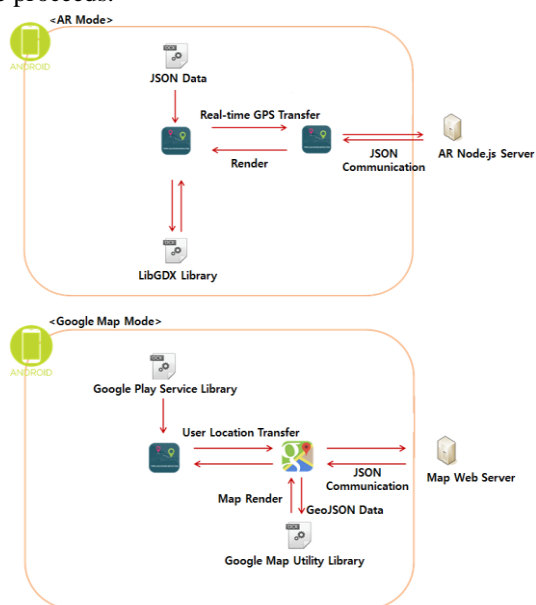 proceeds.
<AR Mode>
ANDROID
JSON Data
Real-time GPS Transfer
Render
JSON
Communication
AR Node.js Server
LibGDX Library
<Google Map Mode>
ANDROID
Google Play Service Library
User Location Transfer
JSON
Communication
Map Web Server
Map Render
GeoJSON Data
Google Map Utility Library